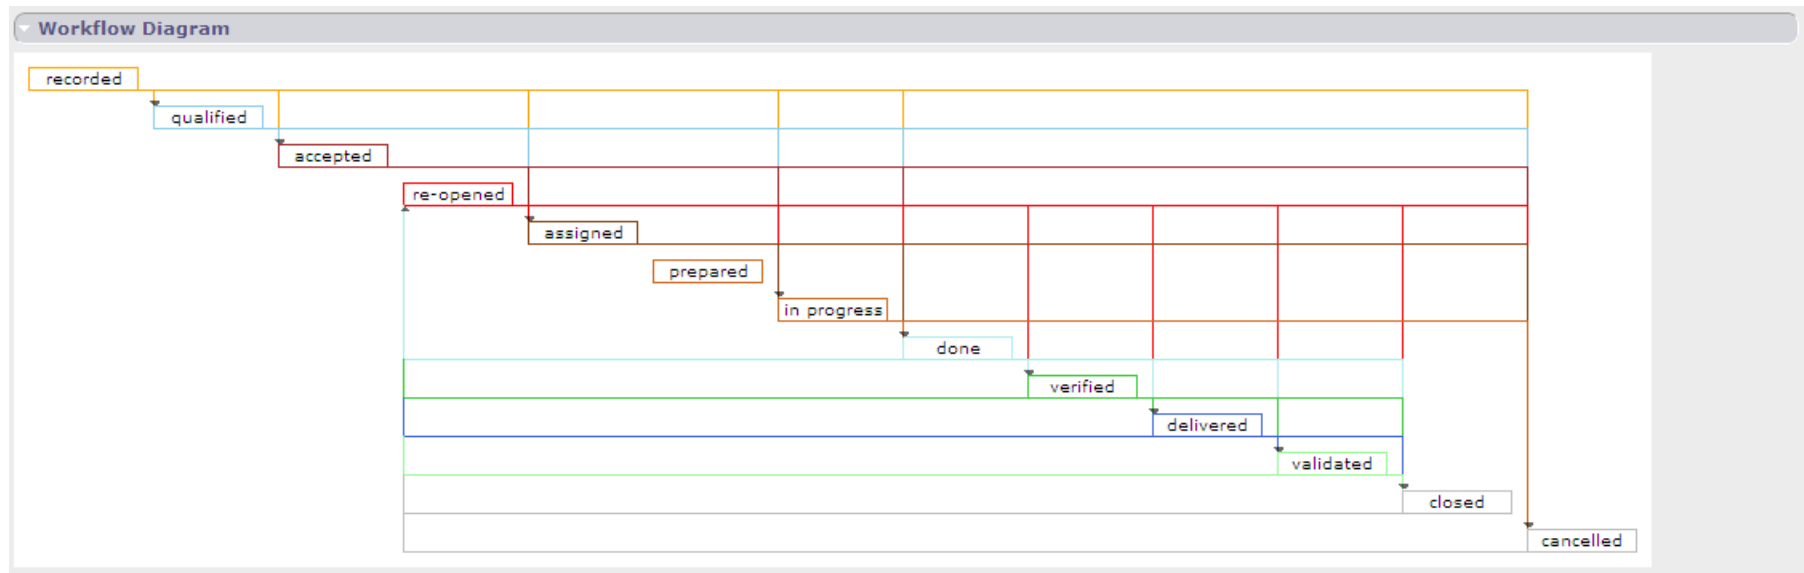 Workflow Diagram
recorded
qualified
accepted
re-opened
assigned
prepared
in progress
done
verified
delivered
validated
closed
cancelled